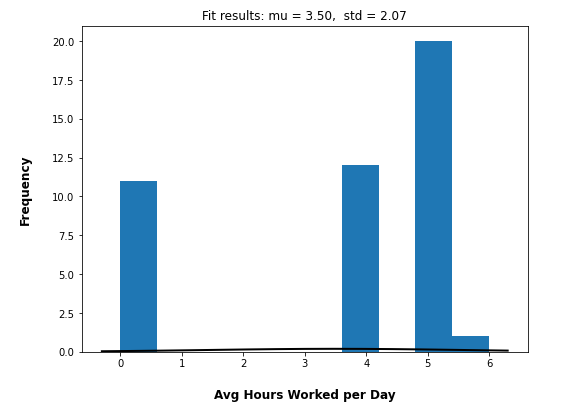 Fit results: mu = 3.50,  std = 2.07
20.0
17.5
15.0
12.5
10.0
7.5
5.0
2.5
0.0
Frequency
0 1 2 3 4 5 6
Avg Hours Worked per Day